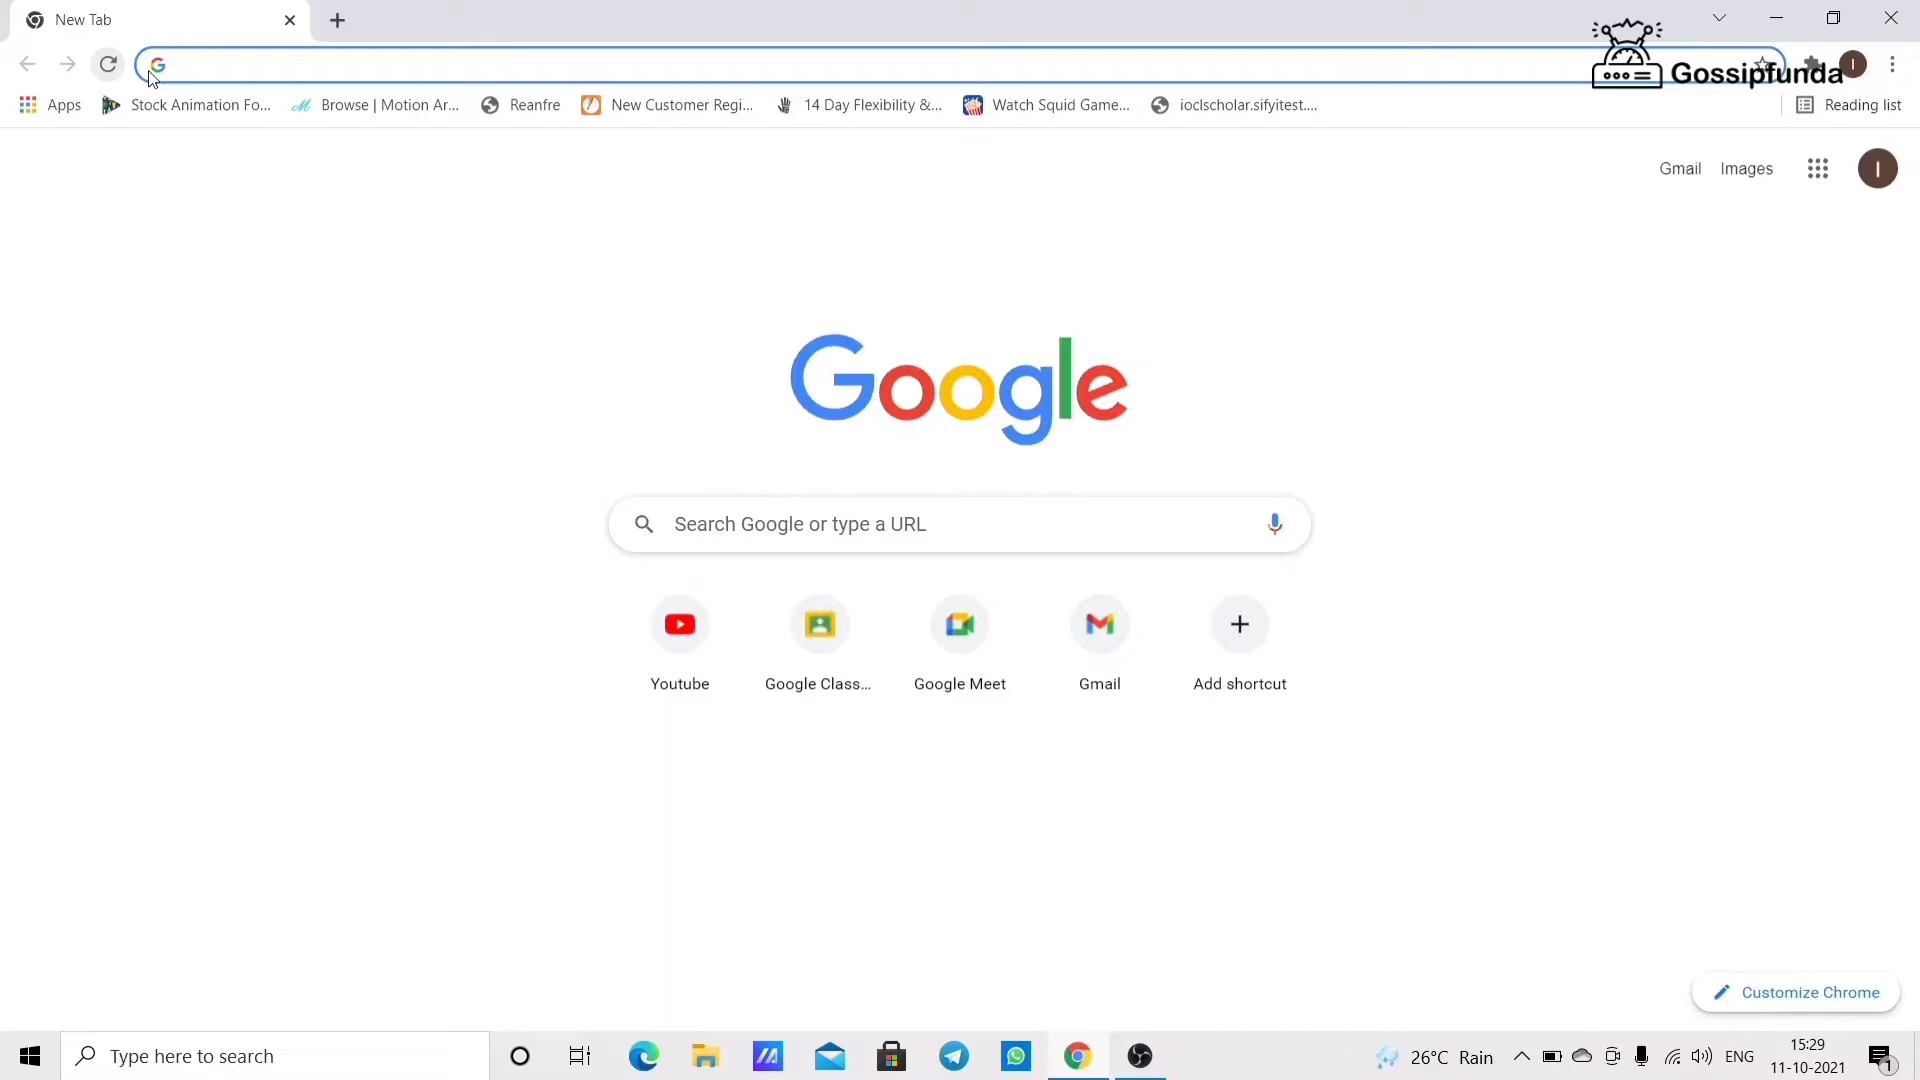 New Tab
Gossipfunda
Apps
Stock Animation Fo...
Browse | Motion Ar...
Reanfre
New Customer Regi...
14 Day Flexibility &...
Watch Squid Game...
ioclscholar.sifyitest....
Reading list
Gmail
Images
I
Google
Search Google or type a URL
Youtube
Google Class...
Google Meet
Gmail
Add shortcut
Customize Chrome
Type here to search
26°C Rain
ENG
15:29
11-10-2021
1